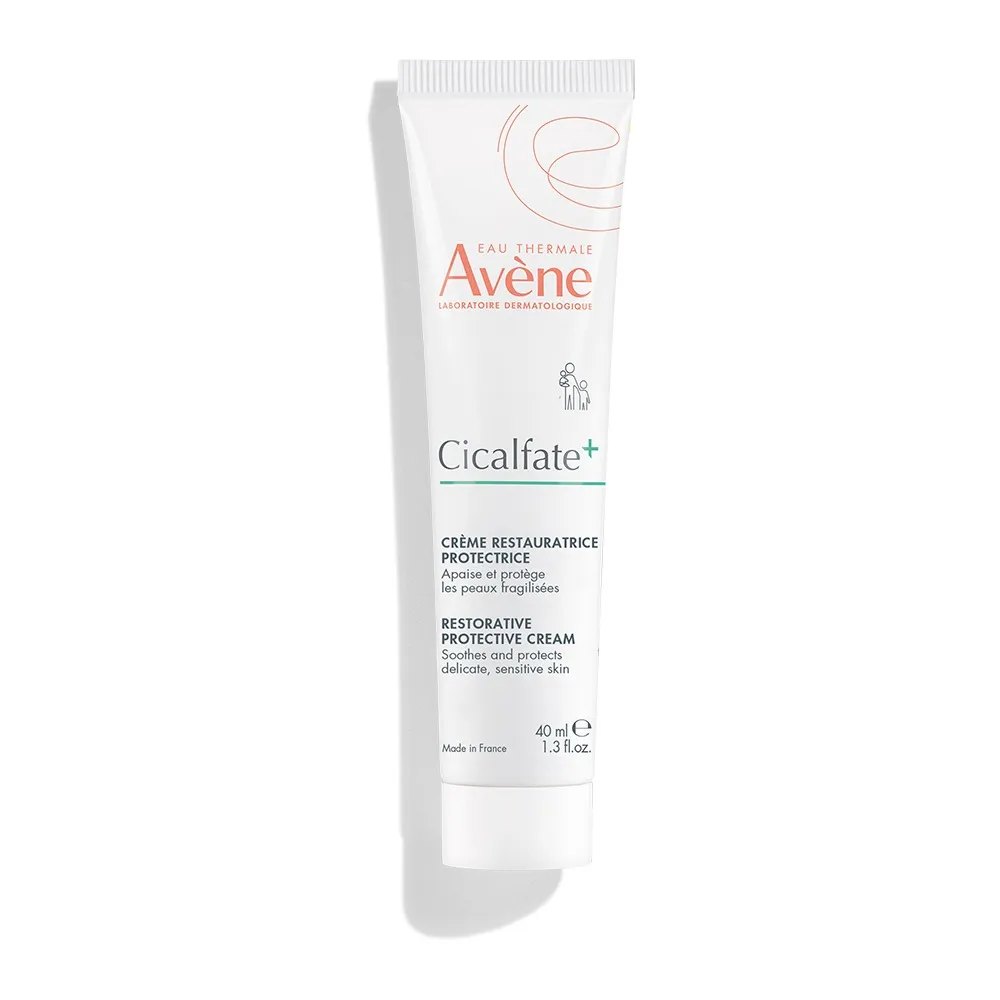 EAU THERMALE
Avène
LABORATOIRE DERMATOLOGIQUE
Cicalfate+
CRÈME RESTAURATRICE
PROTECTRICE
Apaise et protège
les peaux fragilisées
RESTORATIVE
PROTECTIVE CREAM
Soothes and protects
delicate, sensitive skin
40 ml ℮
Made in France 1.3 fl.oz.